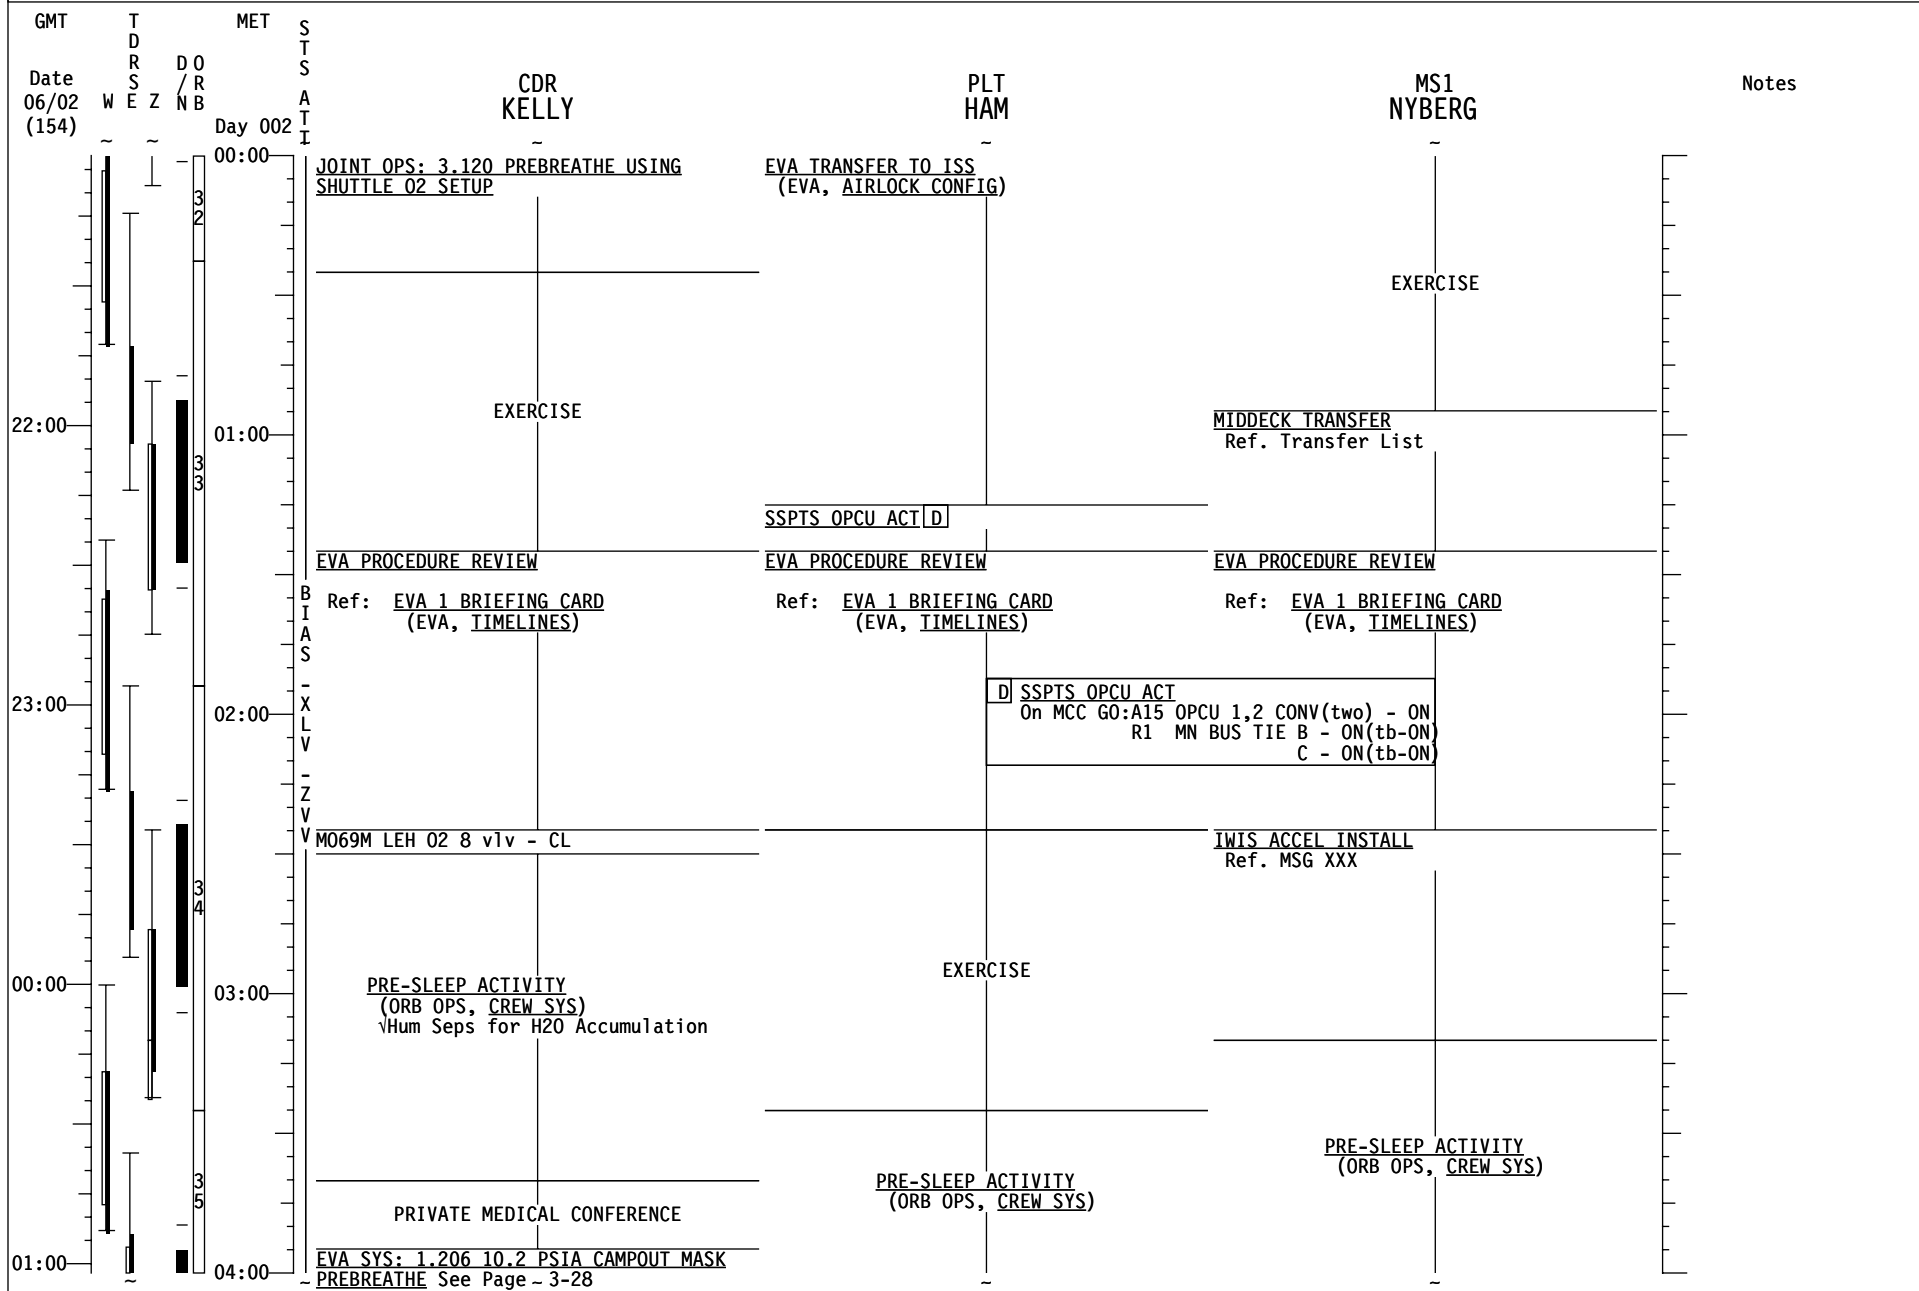 GMT
TDRS
MET
STS ATT
D/N
ORB
Date
06/02
(154)
W E Z
Day 002
CDR
KELLY
PLT
HAM
MS1
NYBERG
Notes
~ ~ ~ ~ ~
22:00
23:00
00:00
01:00
32
33
34
35
00:00
01:00
02:00
03:00
04:00
BIAS -XLV -ZVV
JOINT OPS: 3.120 PREBREATHE USING
SHUTTLE O2 SETUP
EXERCISE
EVA PROCEDURE REVIEW
Ref: EVA 1 BRIEFING CARD
(EVA, TIMELINES)
MO69M LEH O2 8 vlv - CL
PRE-SLEEP ACTIVITY
(ORB OPS, CREW SYS)
√Hum Seps for H2O Accumulation
PRIVATE MEDICAL CONFERENCE
EVA SYS: 1.206 10.2 PSIA CAMPOUT MASK
PREBREATHE See Page ~ 3-28
EVA TRANSFER TO ISS
(EVA, AIRLOCK CONFIG)
SSPTS OPCU ACT D
EVA PROCEDURE REVIEW
Ref: EVA 1 BRIEFING CARD
(EVA, TIMELINES)
D SSPTS OPCU ACT
On MCC GO:A15 OPCU 1,2 CONV(two) - ON
R1 MN BUS TIE B - ON(tb-ON)
C - ON(tb-ON)
EXERCISE
PRE-SLEEP ACTIVITY
(ORB OPS, CREW SYS)
EXERCISE
MIDDECK TRANSFER
Ref. Transfer List
EVA PROCEDURE REVIEW
Ref: EVA 1 BRIEFING CARD
(EVA, TIMELINES)
IWIS ACCEL INSTALL
Ref. MSG XXX
PRE-SLEEP ACTIVITY
(ORB OPS, CREW SYS)
~ ~ ~ ~